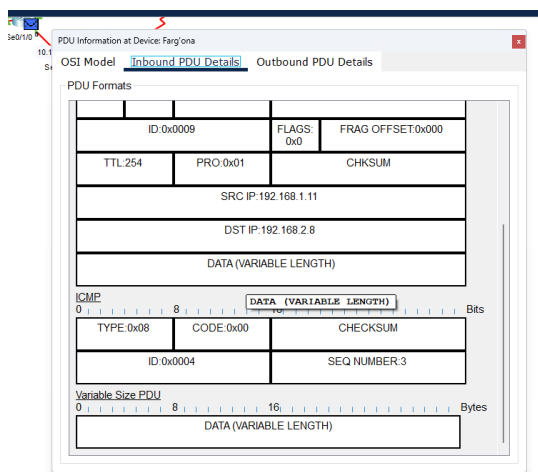 Se0/1/0
10.1
Se
PDU Information at Device: Farg'ona
x
OSI Model Inbound PDU Details Outbound PDU Details
PDU Formats
ID:0x0009 FLAGS: 0x0 FRAG OFFSET:0x000
TTL:254 PRO:0x01 CHKSUM
SRC IP:192.168.1.11
DST IP:192.168.2.8
DATA (VARIABLE LENGTH)
ICMP
DATA (VARIABLE LENGTH)
0 8 16 Bits
TYPE:0x08 CODE:0x00 CHECKSUM
ID:0x0004 SEQ NUMBER:3
Variable Size PDU
0 8 16 Bytes
DATA (VARIABLE LENGTH)